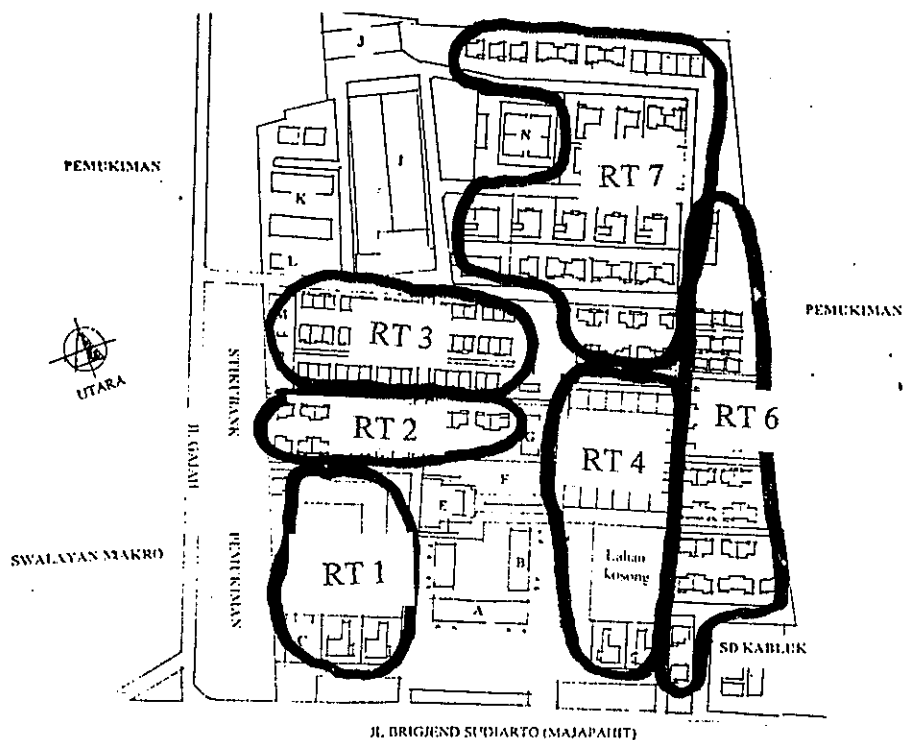 J
PEMUKIMAN
I
N
RT 7
K
L
PEMUKIMAN
M
RT 3
UTARA
STIKUBANK
JL. GAJAH
RT 2
G
RT 6
RT 4
F
E
SWALAYAN MAKRO
PEMUKIMAN
RT 1
B
Lahan
kosong
A
C
SD KABLUK
JL. BRIGJEND SUDIARTO (MAJAPAHIT)